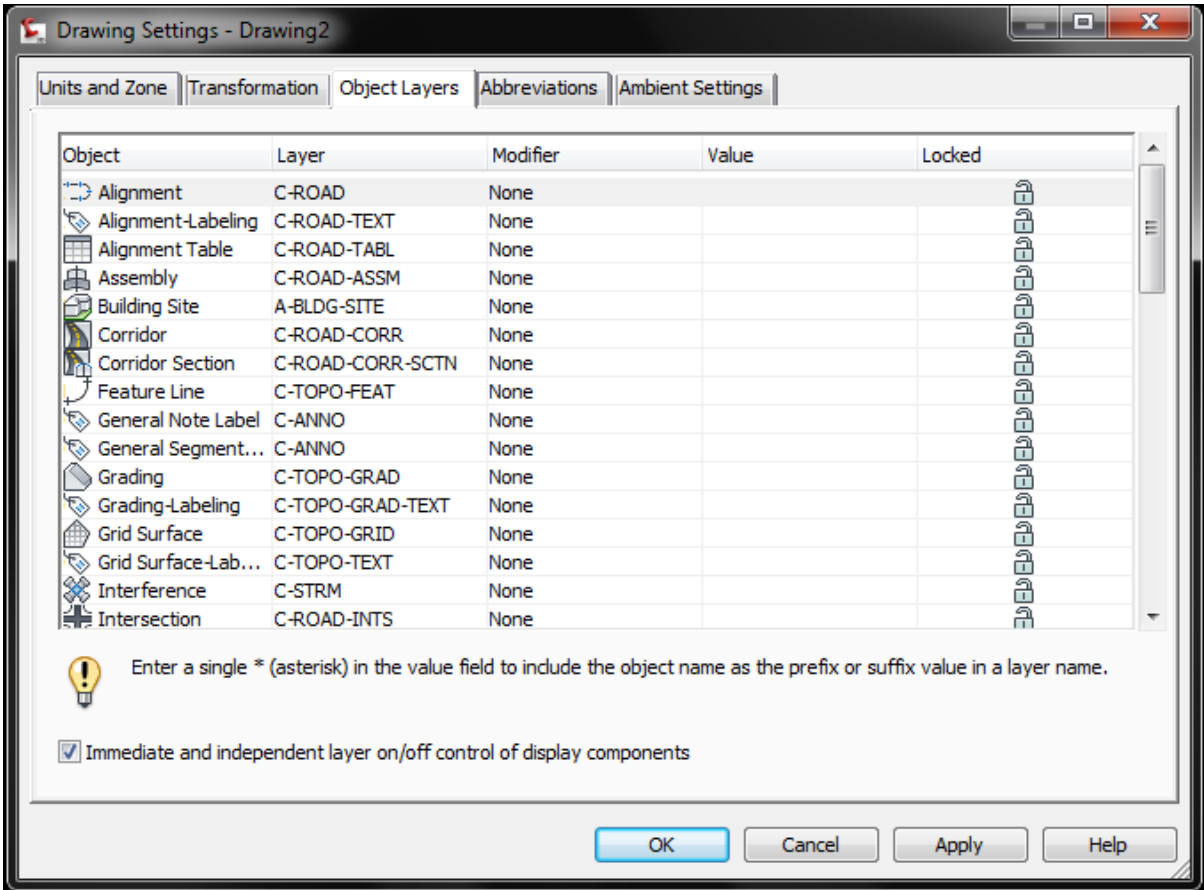 Drawing Settings - Drawing2
Units and Zone Transformation Object Layers Abbreviations Ambient Settings
Object Layer Modifier Value Locked
Alignment C-ROAD None
Alignment-Labeling C-ROAD-TEXT None
Alignment Table C-ROAD-TABL None
Assembly C-ROAD-ASSM None
Building Site A-BLDG-SITE None
Corridor C-ROAD-CORR None
Corridor Section C-ROAD-CORR-SCTN None
Feature Line C-TOPO-FEAT None
General Note Label C-ANNO None
General Segment... C-ANNO None
Grading C-TOPO-GRAD None
Grading-Labeling C-TOPO-GRAD-TEXT None
Grid Surface C-TOPO-GRID None
Grid Surface-Lab... C-TOPO-TEXT None
Interference C-STRM None
Intersection C-ROAD-INTS None
Enter a single * (asterisk) in the value field to include the object name as the prefix or suffix value in a layer name.
Immediate and independent layer on/off control of display components
OK Cancel Apply Help